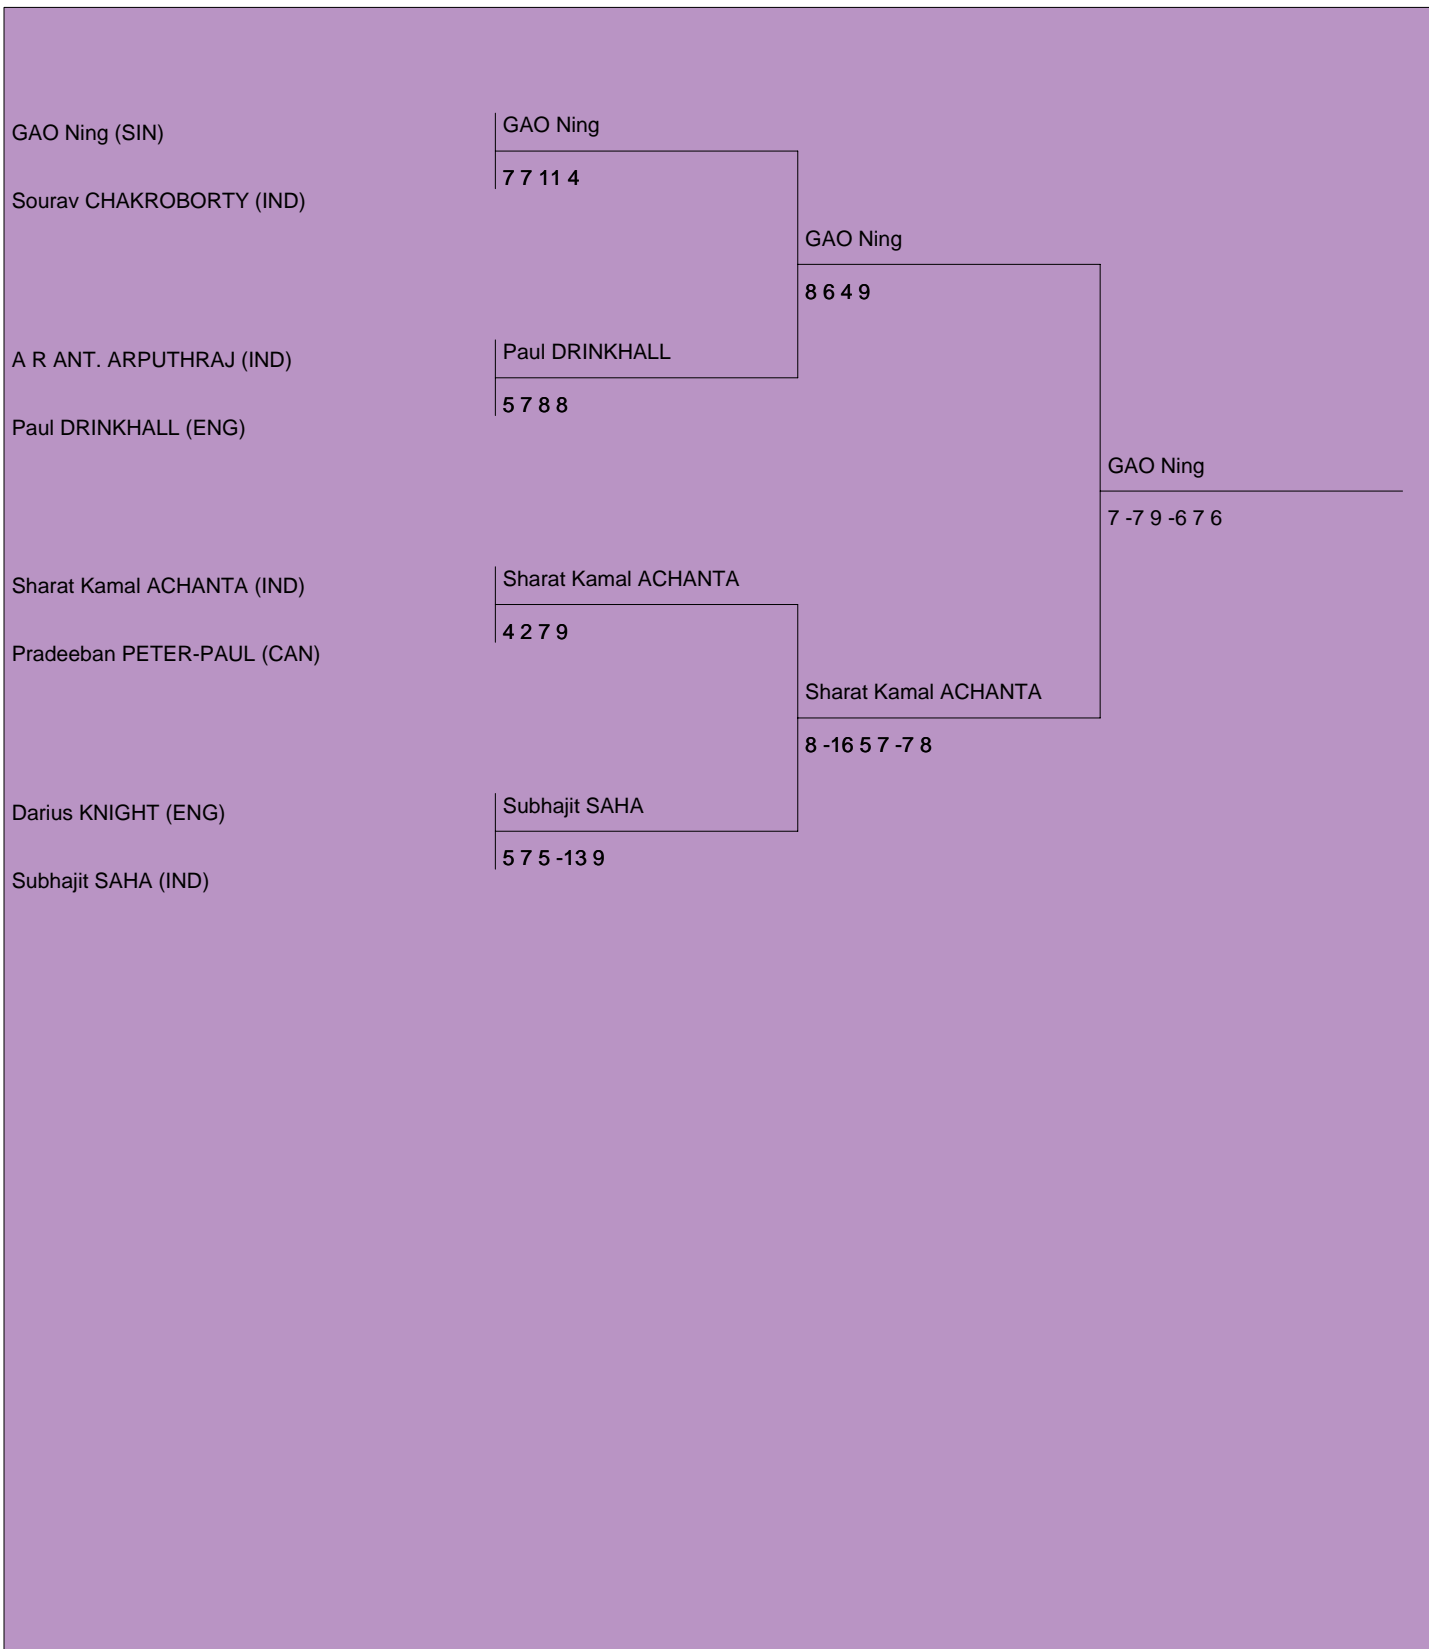 GAO Ning (SIN)
Sourav CHAKROBORTY (IND)
A R ANT. ARPUTHRAJ (IND)
Paul DRINKHALL (ENG)
Sharat Kamal ACHANTA (IND)
Pradeeban PETER-PAUL (CAN)
Darius KNIGHT (ENG)
Subhajit SAHA (IND)
GAO Ning
7 7 11 4
Paul DRINKHALL
5 7 8 8
Sharat Kamal ACHANTA
4 2 7 9
Subhajit SAHA
5 7 5 -13 9
GAO Ning
8 6 4 9
Sharat Kamal ACHANTA
8 -16 5 7 -7 8
GAO Ning
7 -7 9 -6 7 6